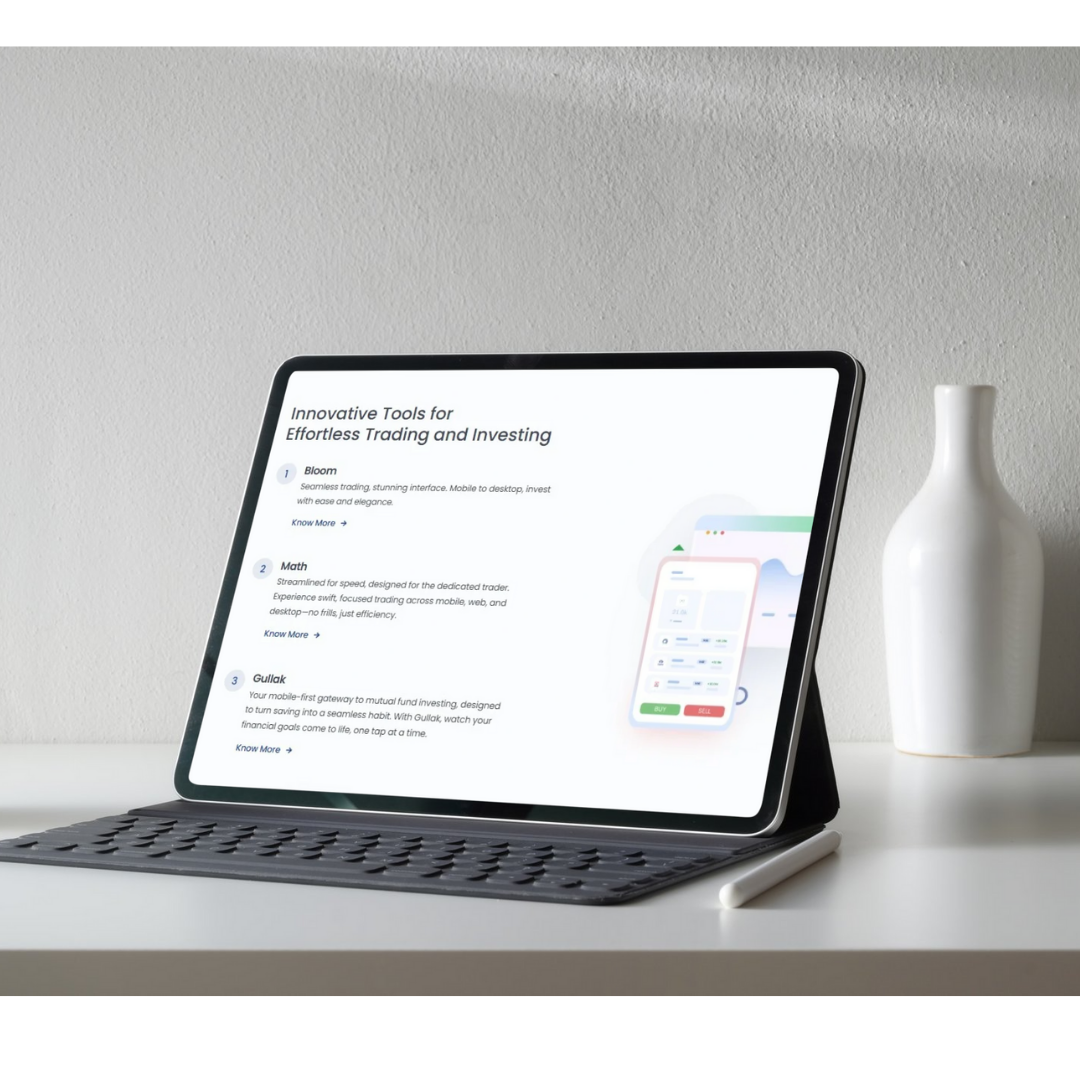 Innovative Tools for
Effortless Trading and Investing
1 Bloom
Seamless trading, stunning interface. Mobile to desktop, invest
with ease and elegance.
Know More →
2 Math
Streamlined for speed, designed for the dedicated trader.
Experience swift, focused trading across mobile, web, and
desktop—no frills, just efficiency.
Know More →
3 Gullak
Your mobile-first gateway to mutual fund investing, designed
to turn saving into a seamless habit. With Gullak, watch your
financial goals come to life, one tap at a time.
Know More →
BUY SELL